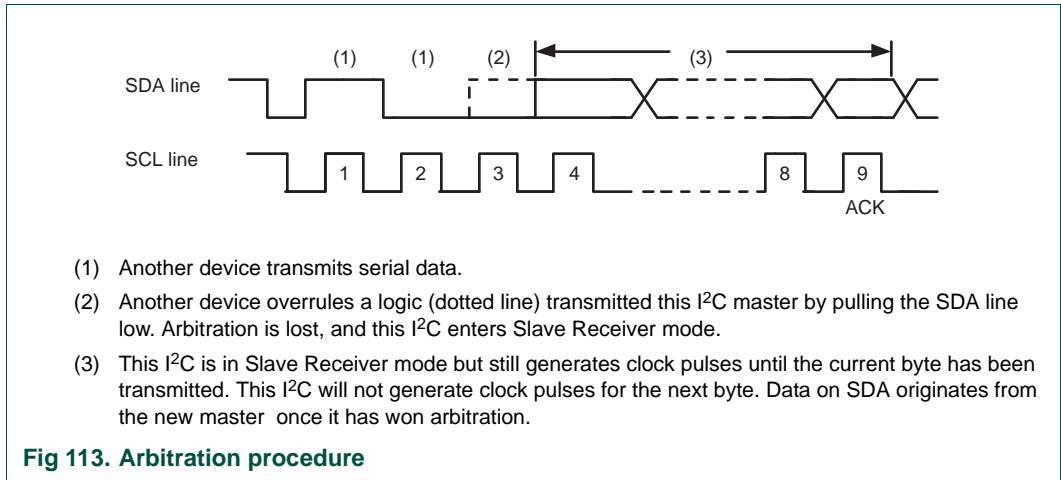 (1) (1) (2) (3)
SDA line
SCL line
1 2 3 4 8 9
ACK
(1) Another device transmits serial data.
(2) Another device overrules a logic (dotted line) transmitted this I2C master by pulling the SDA line
low. Arbitration is lost, and this I2C enters Slave Receiver mode.
(3) This I2C is in Slave Receiver mode but still generates clock pulses until the current byte has been
transmitted. This I2C will not generate clock pulses for the next byte. Data on SDA originates from
the new master once it has won arbitration.
Fig 113. Arbitration procedure